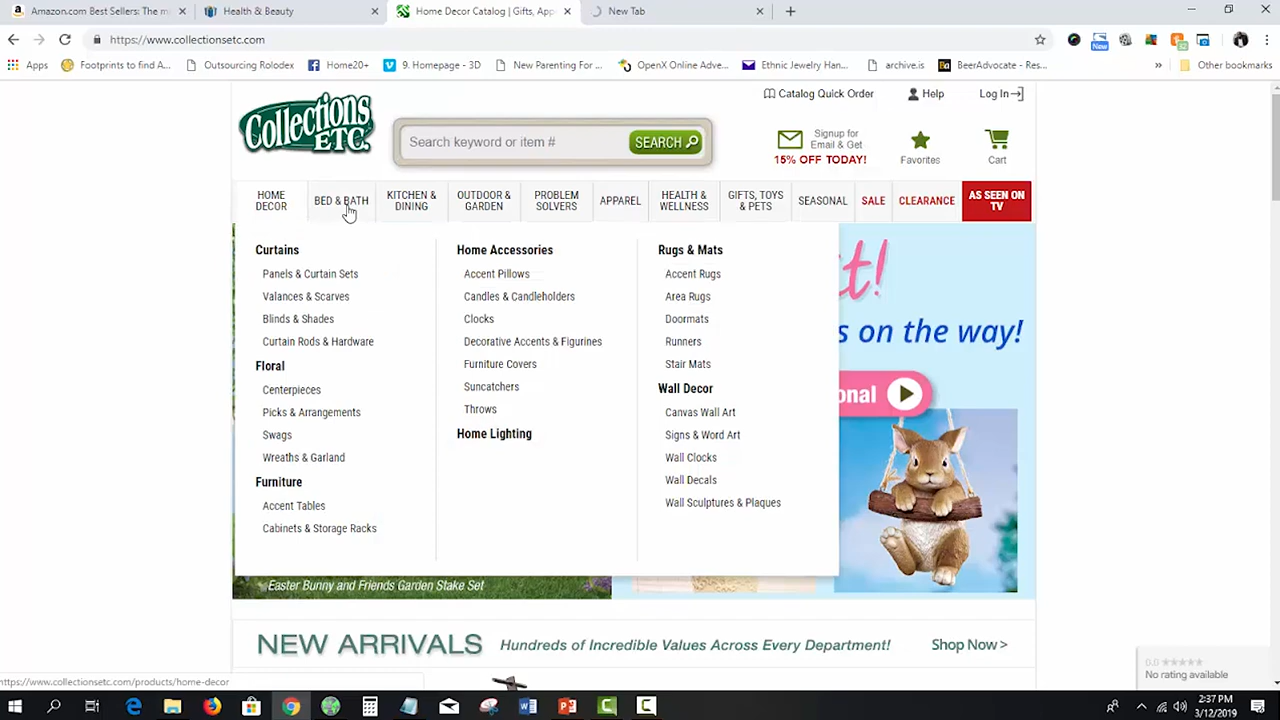 Amazon.com Best Sellers: The m
Health & Beauty
Home Decor Catalog | Gifts, App
New Tab
https://www.collectionsetc.com
New
32
Apps
Footprints to find A...
Outsourcing Rolodex
Home20+
9. Homepage - 3D
New Parenting For ...
OpenX Online Adve...
Ethnic Jewelry Han...
archive.is
BeerAdvocate - Res...
»
Other bookmarks
Catalog Quick Order
Help
Log In
Collections
ETC.
Search keyword or item #
SEARCH
Signup for
Email & Get
15% OFF TODAY!
Favorites
Cart
HOME
DECOR
BED & BATH
KITCHEN &
DINING
OUTDOOR &
GARDEN
PROBLEM
SOLVERS
APPAREL
HEALTH &
WELLNESS
GIFTS, TOYS
& PETS
SEASONAL
SALE
CLEARANCE
AS SEEN ON
TV
Curtains
Panels & Curtain Sets
Valances & Scarves
Blinds & Shades
Curtain Rods & Hardware
Floral
Centerpieces
Picks & Arrangements
Swags
Wreaths & Garland
Furniture
Accent Tables
Cabinets & Storage Racks
Home Accessories
Accent Pillows
Candles & Candleholders
Clocks
Decorative Accents & Figurines
Furniture Covers
Suncatchers
Throws
Home Lighting
Rugs & Mats
Accent Rugs
Area Rugs
Doormats
Runners
Stair Mats
Wall Decor
Canvas Wall Art
Signs & Word Art
Wall Clocks
Wall Decals
Wall Sculptures & Plaques
t!
s on the way!
onal
Easter Bunny and Friends Garden Stake Set
NEW ARRIVALS
Hundreds of Incredible Values Across Every Department!
Shop Now >
0.0
No rating available
https://www.collectionsetc.com/products/home-decor
2:37 PM
3/12/2019